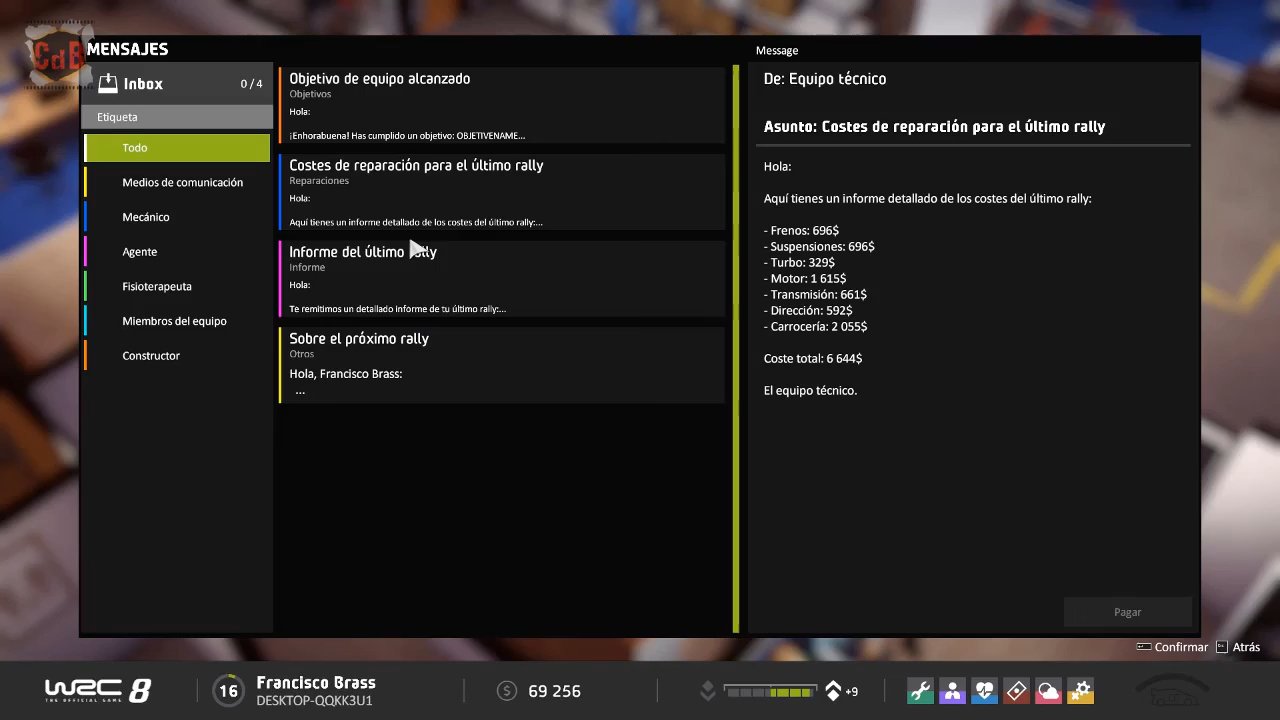 CdB
MENSAJES
Inbox 0 / 4
Etiqueta
Todo
Medios de comunicación
Mecánico
Agente
Fisioterapeuta
Miembros del equipo
Constructor
Objetivo de equipo alcanzado
Objetivos
Hola:
¡Enhorabuena! Has cumplido un objetivo: OBJETIVENAME...
Costes de reparación para el último rally
Reparaciones
Hola:
Aquí tienes un informe detallado de los costes del último rally:...
Informe del último rally
Informe
Hola:
Te remitimos un detallado informe de tu último rally:...
Sobre el próximo rally
Otros
Hola, Francisco Brass:
...
Message
De: Equipo técnico
Asunto: Costes de reparación para el último rally
Hola:
Aquí tienes un informe detallado de los costes del último rally:
- Frenos: 696$
- Suspensiones: 696$
- Turbo: 329$
- Motor: 1 615$
- Transmisión: 661$
- Dirección: 592$
- Carrocería: 2 055$
Coste total: 6 644$
El equipo técnico.
Pagar
Confirmar Atrás
WRC 8
THE OFFICIAL GAME
16
Francisco Brass
DESKTOP-QQKK3U1
69 256
+9